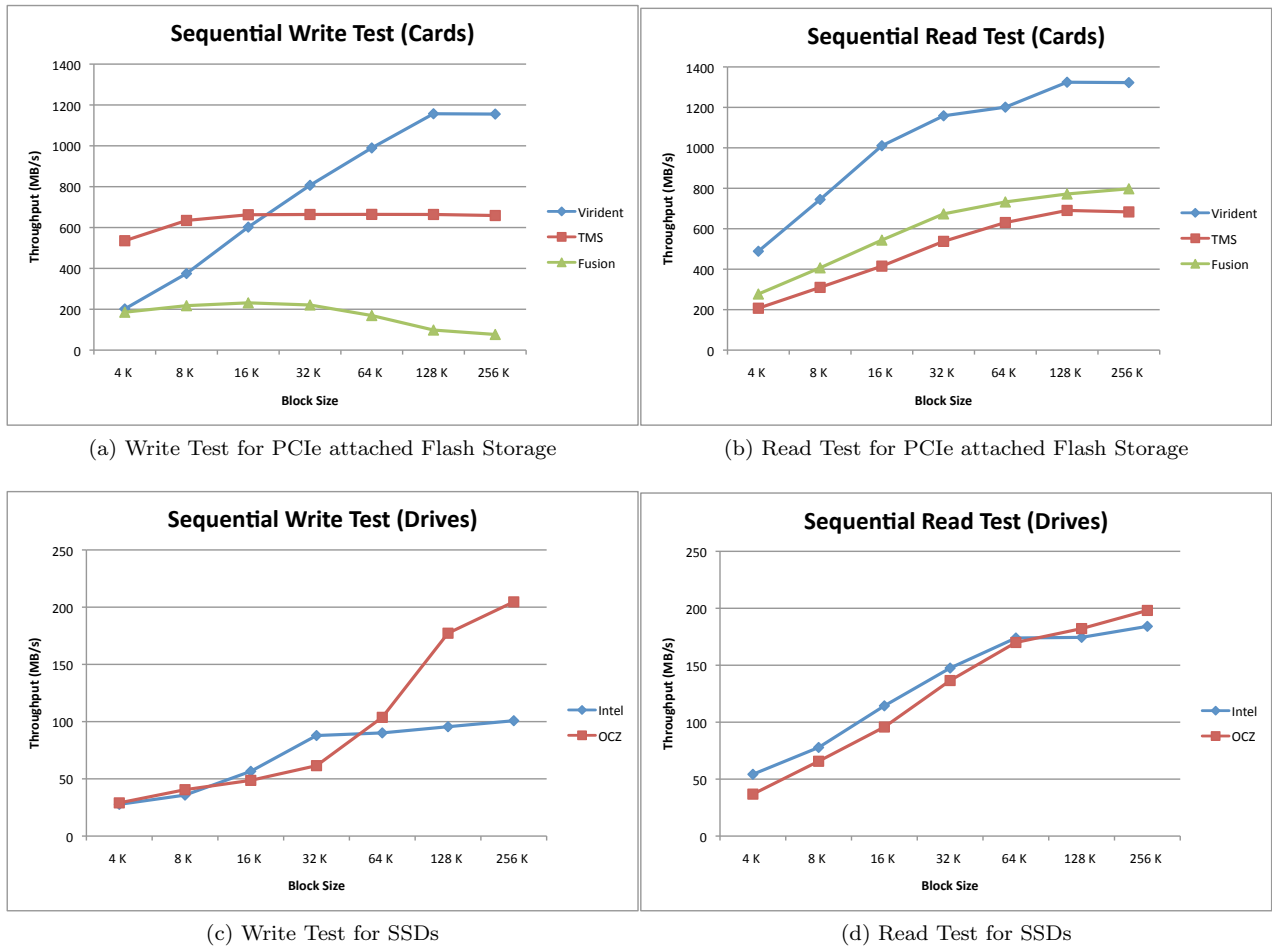 Sequential Write Test (Cards)
1400
1200
1000
800
600
400
200
0
Throughput (MB/s)
4 K 8 K 16 K 32 K 64 K 128 K 256 K
Block Size
Virident
TMS
Fusion
(a) Write Test for PCIe attached Flash Storage
Sequential Read Test (Cards)
1400
1200
1000
800
600
400
200
0
Throughput (MB/s)
4 K 8 K 16 K 32 K 64 K 128 K 256 K
Block Size
Virident
TMS
Fusion
(b) Read Test for PCIe attached Flash Storage
Sequential Write Test (Drives)
250
200
150
100
50
0
Throughput (MB/s)
4 K 8 K 16 K 32 K 64 K 128 K 256 K
Block Size
Intel
OCZ
(c) Write Test for SSDs
Sequential Read Test (Drives)
250
200
150
100
50
0
Throughput (MB/s)
4 K 8 K 16 K 32 K 64 K 128 K 256 K
Block Size
Intel
OCZ
(d) Read Test for SSDs